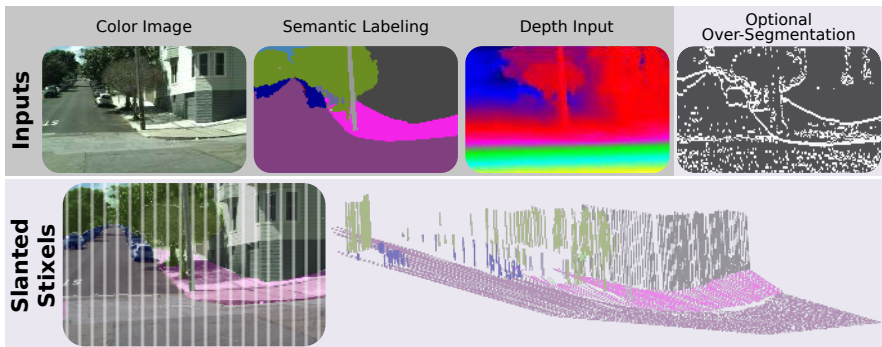 Color Image
Semantic Labeling
Depth Input
Optional
Over-Segmentation
Inputs
Slanted
Stixels